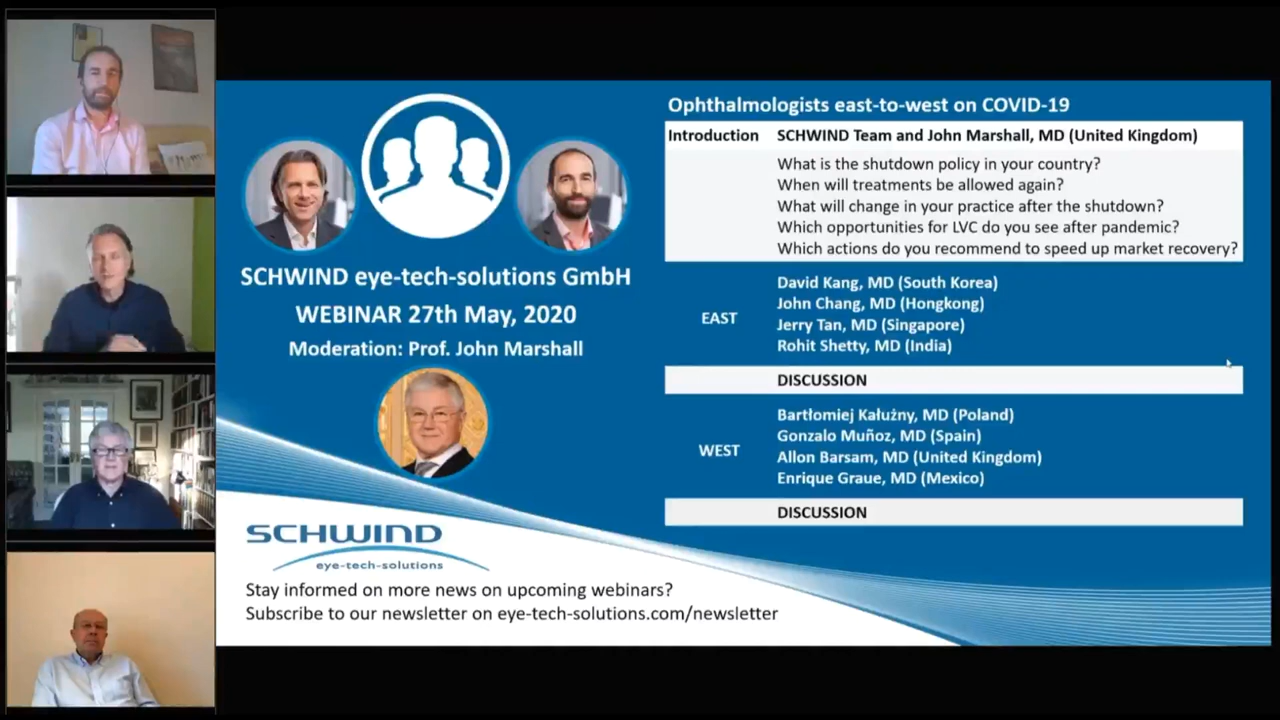 SCHWIND eye-tech-solutions GmbH
WEBINAR 27th May, 2020
Moderation: Prof. John Marshall
SCHWIND
eye-tech-solutions
Stay informed on more news on upcoming webinars?
Subscribe to our newsletter on eye-tech-solutions.com/newsletter
Ophthalmologists east-to-west on COVID-19
Introduction SCHWIND Team and John Marshall, MD (United Kingdom)
What is the shutdown policy in your country?
When will treatments be allowed again?
What will change in your practice after the shutdown?
Which opportunities for LVC do you see after pandemic?
Which actions do you recommend to speed up market recovery?
David Kang, MD (South Korea)
John Chang, MD (Hongkong)
EAST
Jerry Tan, MD (Singapore)
Rohit Shetty, MD (India)
DISCUSSION
Bartłomiej Kałużny, MD (Poland)
Gonzalo Muñoz, MD (Spain)
WEST
Allon Barsam, MD (United Kingdom)
Enrique Graue, MD (Mexico)
DISCUSSION